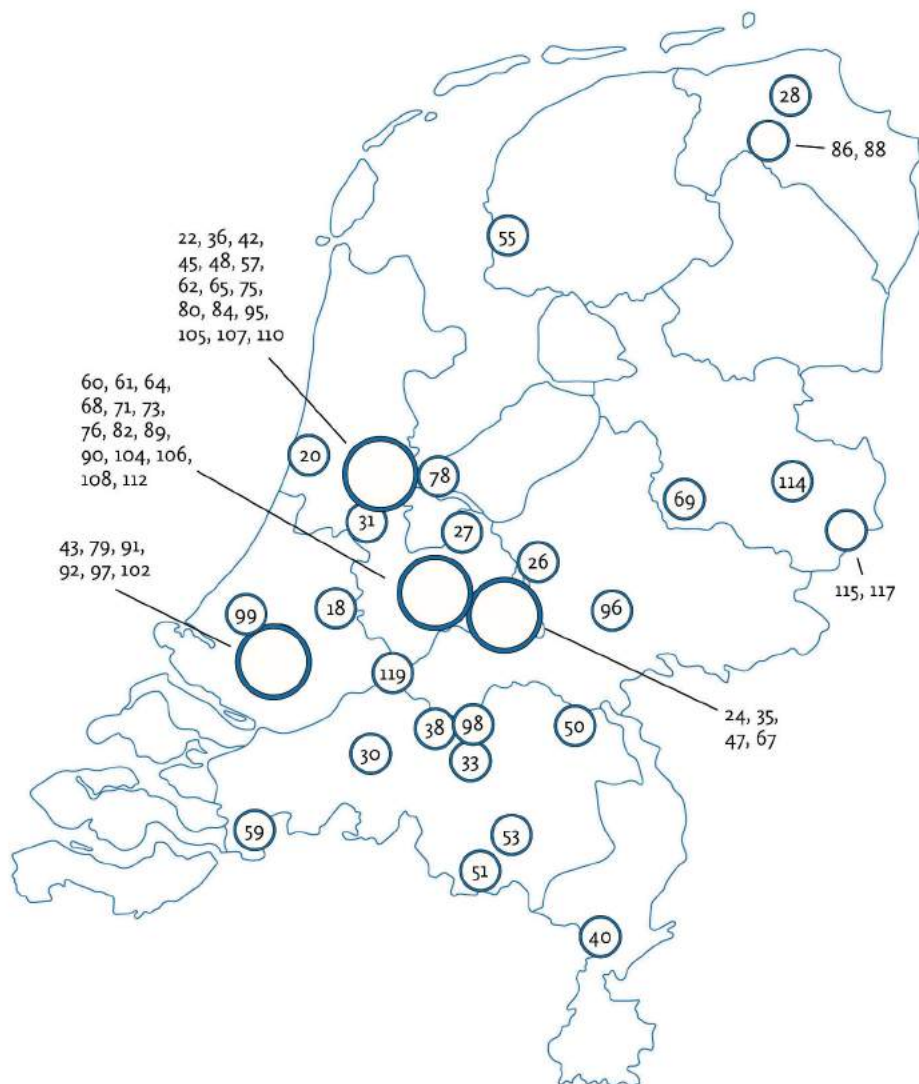 28
86, 88
55
22, 36, 42,
45, 48, 57,
62, 65, 75,
80, 84, 95,
105, 107, 110
60, 61, 64,
68, 71, 73,
76, 82, 89,
90, 104, 106,
108, 112
20
78
114
69
31
27
43, 79, 91,
92, 97, 102
26
115, 117
99
18
96
119
24, 35,
47, 67
38
98
50
30
33
59
53
51
40